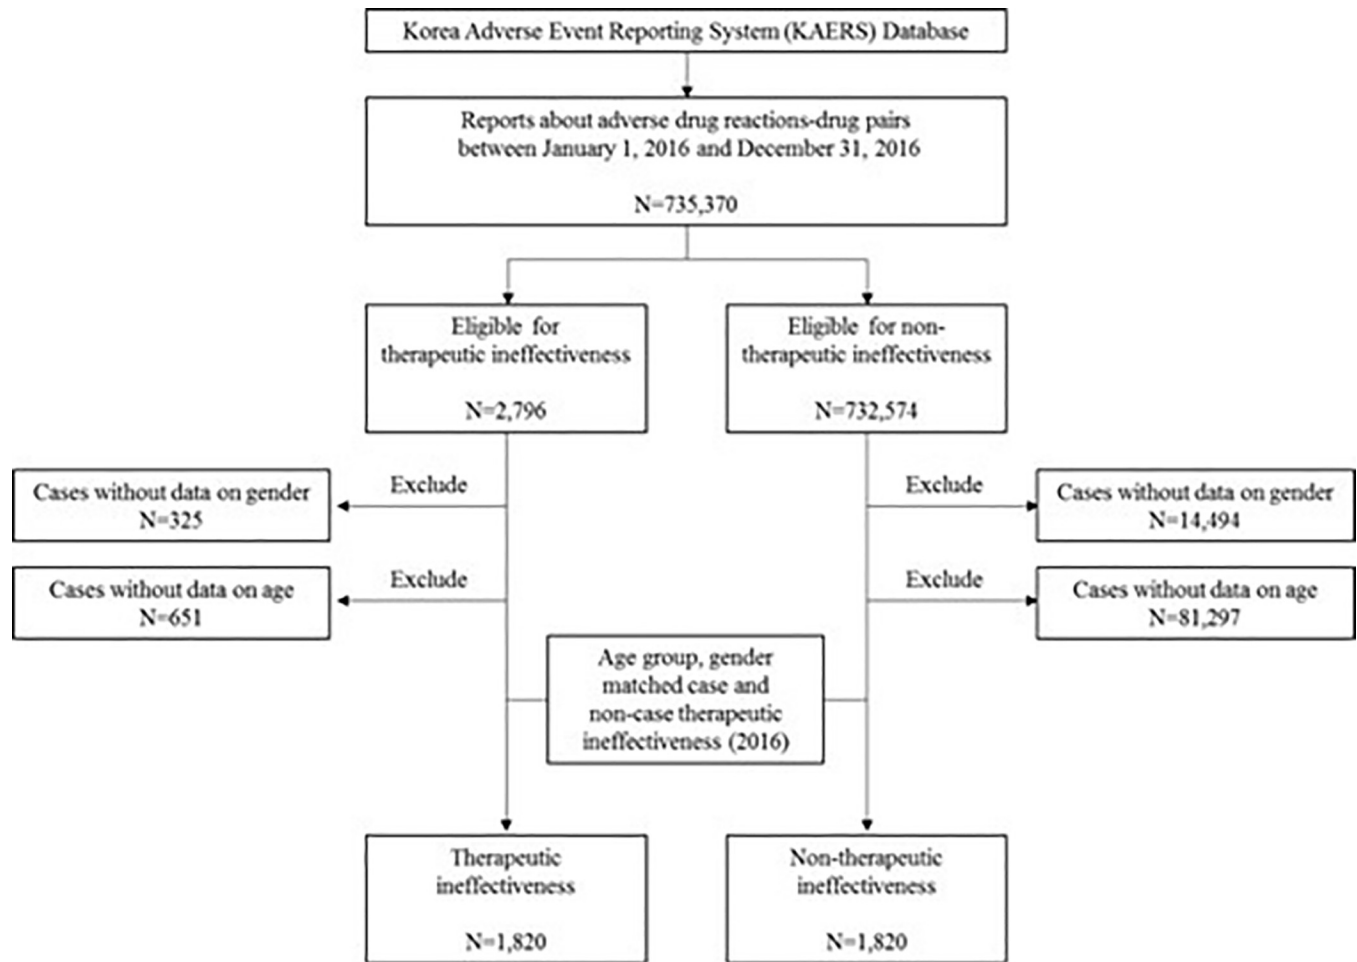 Korea Adverse Event Reporting System (KAERS) Database
Reports about adverse drug reactions-drug pairs
between January 1, 2016 and December 31, 2016
N=735,370
Eligible for
therapeutic ineffectiveness
N=2,796
Eligible for non-
therapeutic ineffectiveness
N=732,574
Cases without data on gender
N=325
Exclude
Exclude
Cases without data on gender
N=14,494
Cases without data on age
N=651
Exclude
Exclude
Cases without data on age
N=81,297
Age group, gender
matched case and
non-case therapeutic
ineffectiveness (2016)
Therapeutic
ineffectiveness
N=1,820
Non-therapeutic
ineffectiveness
N=1,820